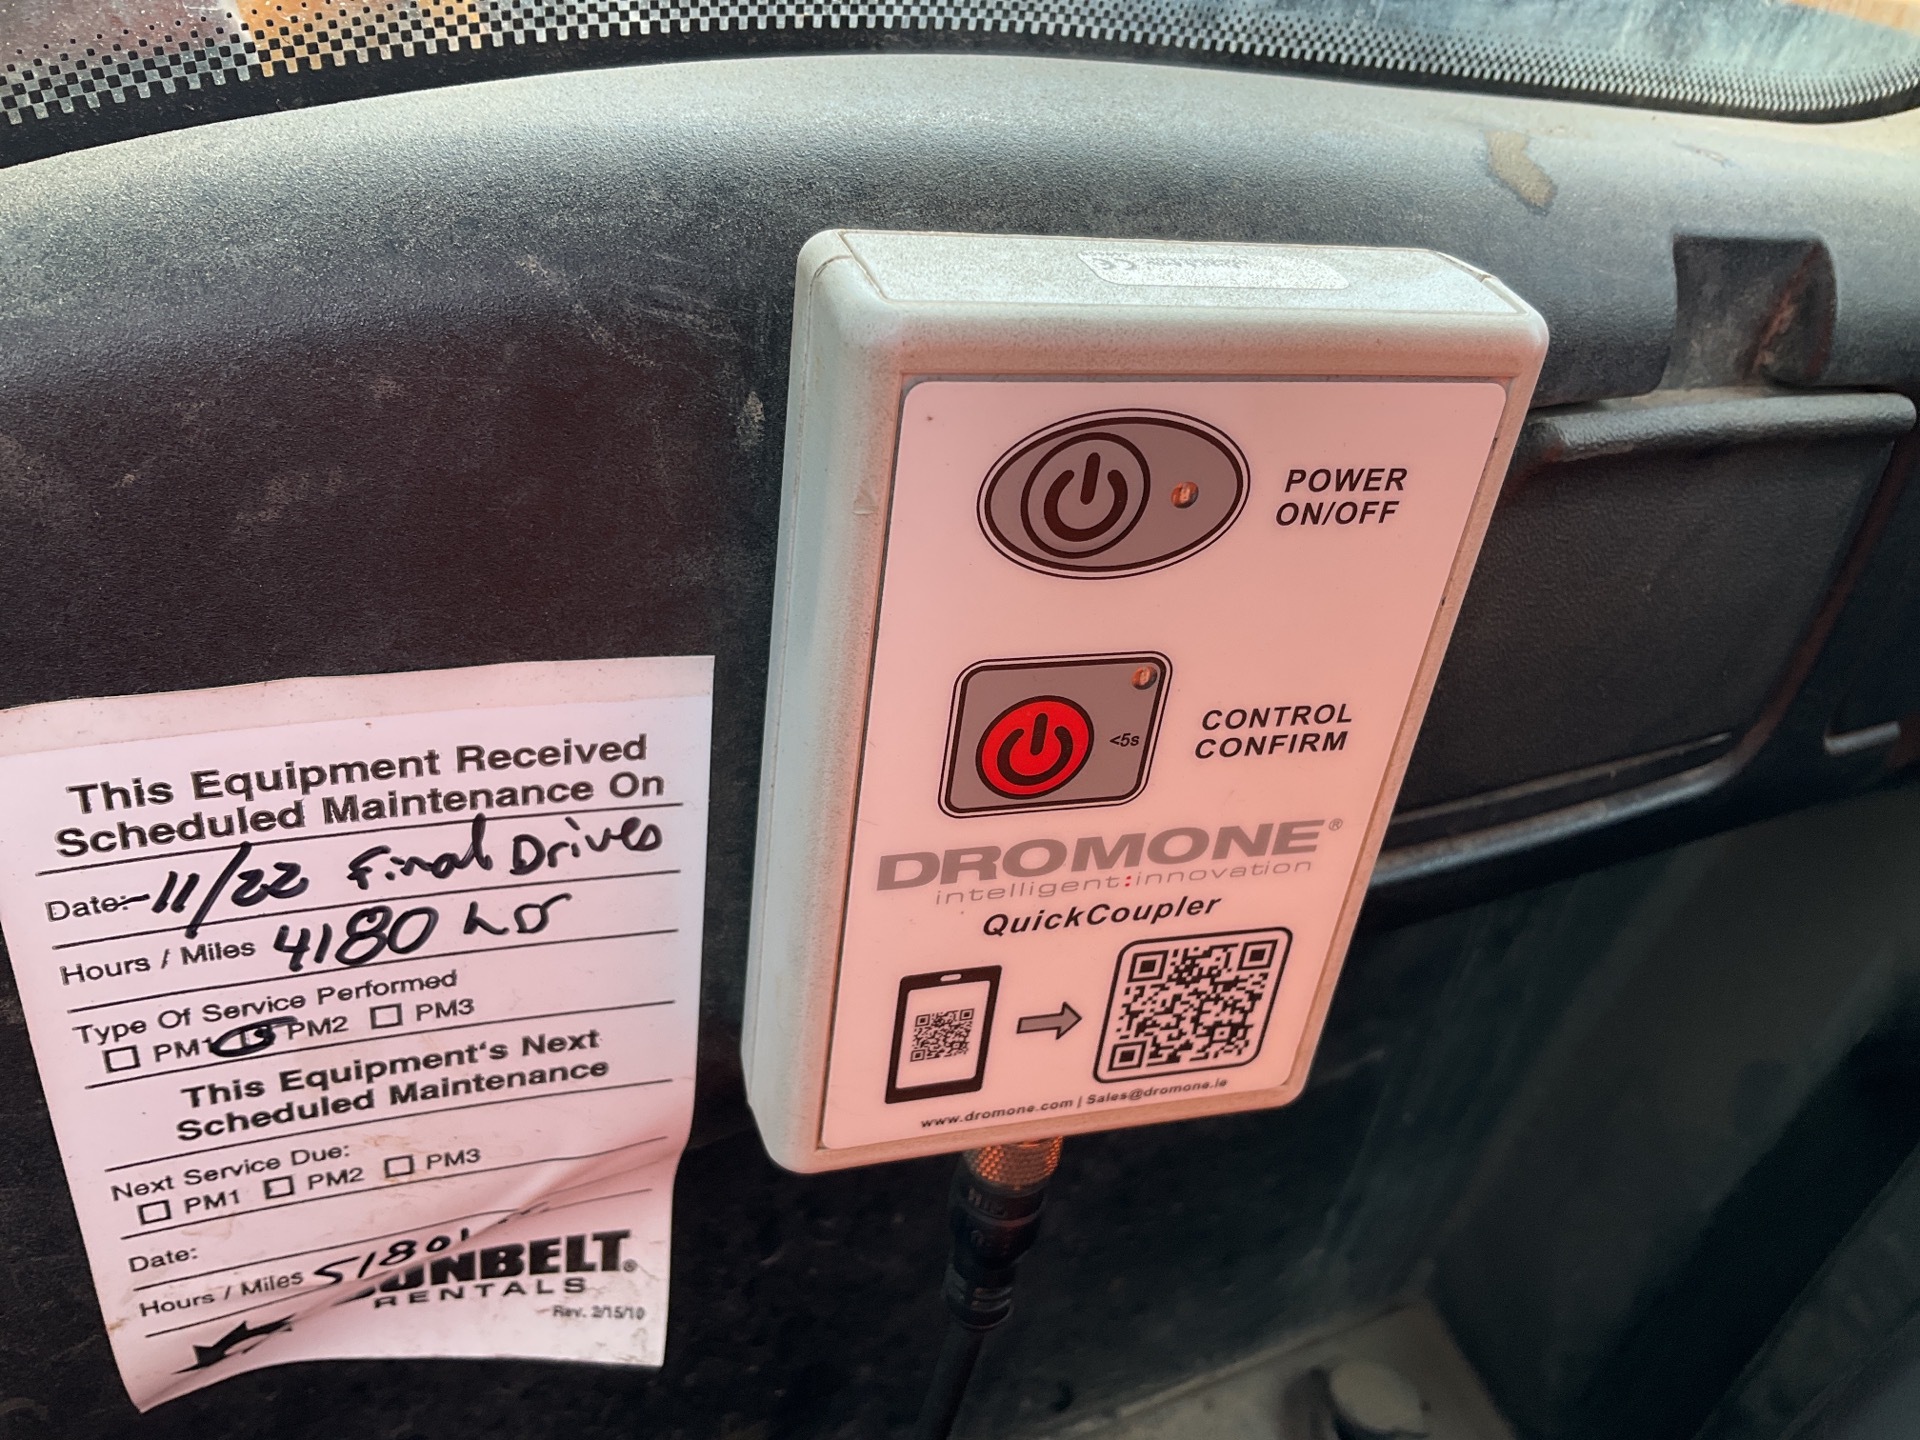 This Equipment Received
Scheduled Maintenance On
Date: 11/22 Final Drives
Hours / Miles 4180
Type Of Service Performed
PM1 PM2 PM3
This Equipment's Next
Scheduled Maintenance
Next Service Due:
PM1 PM2 PM3
Date:
Hours / Miles 5180
SUNBELT®
RENTALS
Rev. 2/15/10
POWER
ON/OFF
<5s
CONTROL
CONFIRM
DROMONE®
intelligent:innovation
QuickCoupler
www.dromone.com | Sales@dromone.ie